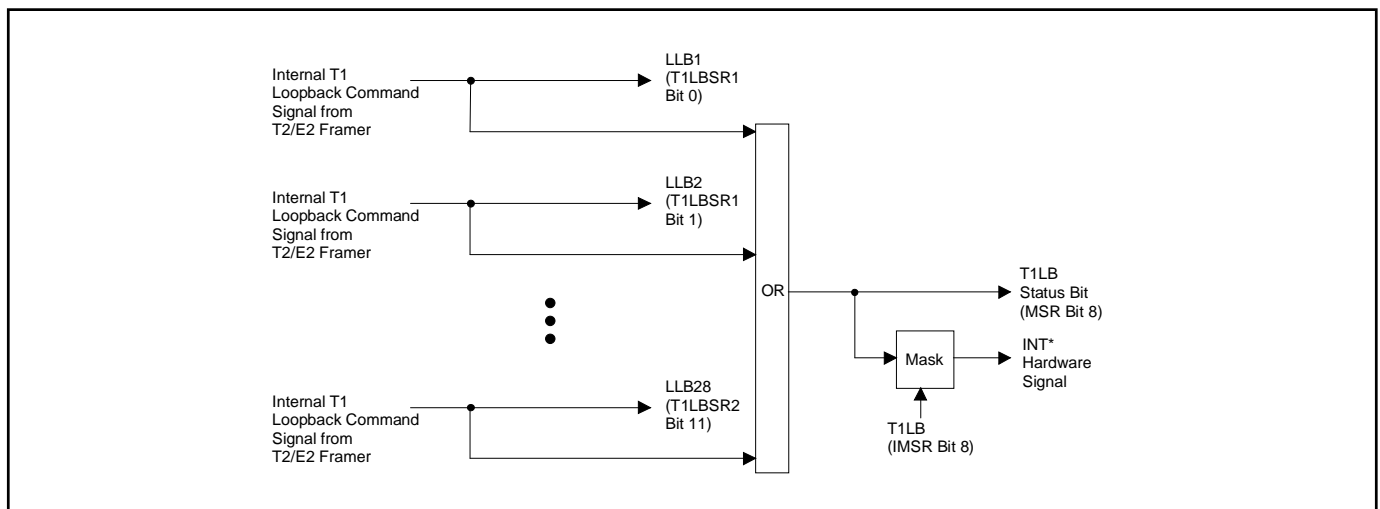 Internal T1
Loopback Command
Signal from
T2/E2 Framer
LLB1
(T1LBSR1
Bit 0)
Internal T1
Loopback Command
Signal from
T2/E2 Framer
LLB2
(T1LBSR1
Bit 1)
OR
T1LB
Status Bit
(MSR Bit 8)
Mask
INT*
Hardware
Signal
T1LB
(IMSR Bit 8)
Internal T1
Loopback Command
Signal from
T2/E2 Framer
LLB28
(T1LBSR2
Bit 11)